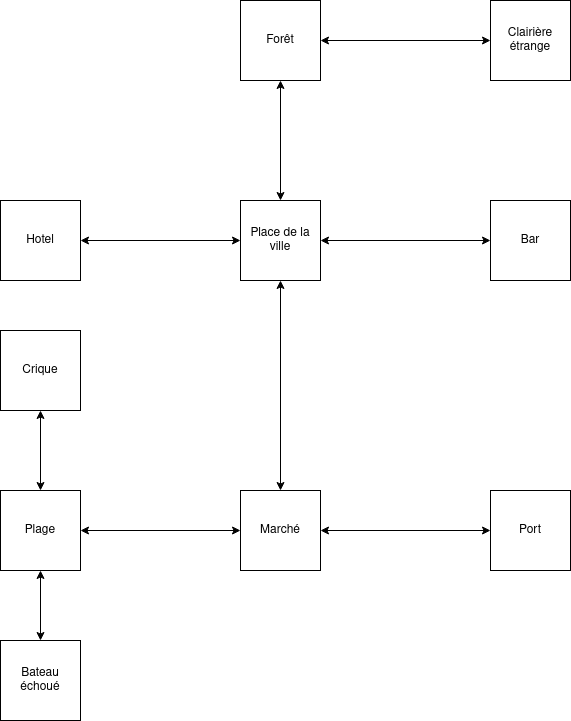 Forêt
Clairière
étrange
Hotel
Place de la
ville
Bar
Crique
Plage
Marché
Port
Bateau
échoué